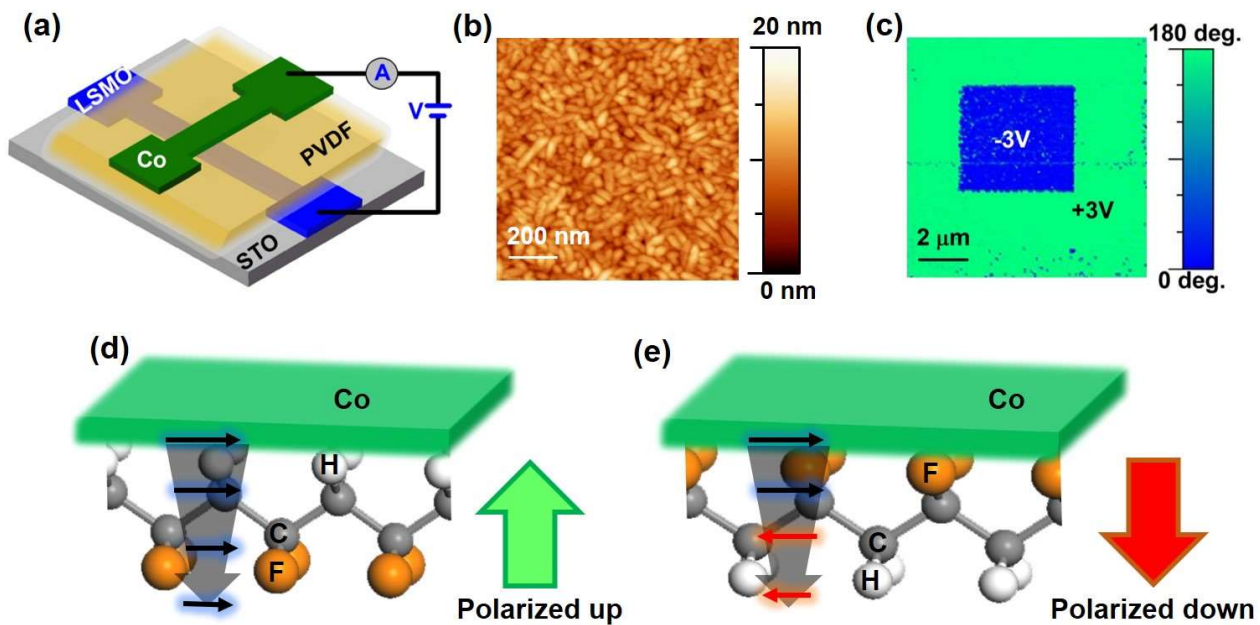 (a)
LSMO
A
V
Co
PVDF
STO
(b)
20 nm
200 nm
0 nm
(c)
180 deg.
-3V
+3V
2 μm
0 deg.
(d)
Co
H
C
F
Polarized up
(e)
Co
F
C
H
Polarized down